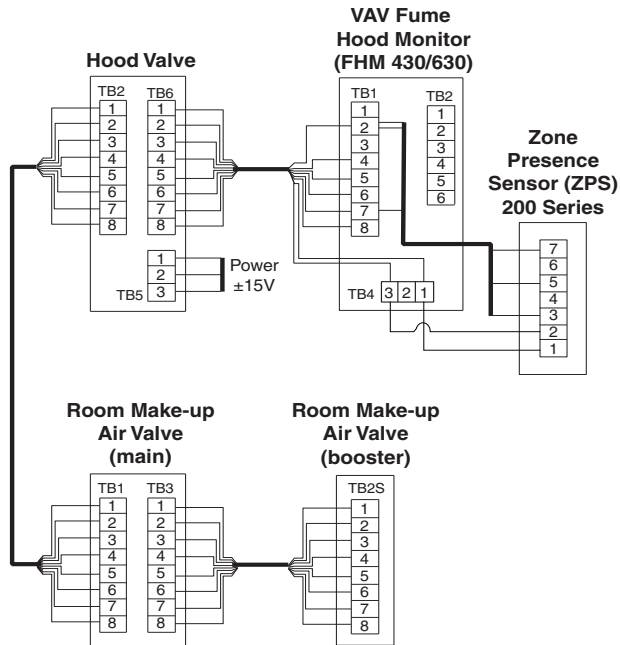 VAV Fume
Hood Monitor
(FHM 430/630)
Hood Valve
TB2 TB6
1 1
2 2
3 3
4 4
5 5
6 6
7 7
8 8
1
2
3
TB5
Power
±15V
TB1 TB2
1 1
2 2
3 3
4 4
5 5
6 6
7
8
TB4 3 2 1
Zone
Presence
Sensor (ZPS)
200 Series
7
6
5
4
3
2
1
Room Make-up
Air Valve
(main)
TB1 TB3
1 1
2 2
3 3
4 4
5 5
6 6
7 7
8 8
Room Make-up
Air Valve
(booster)
TB2S
1
2
3
4
5
6
7
8